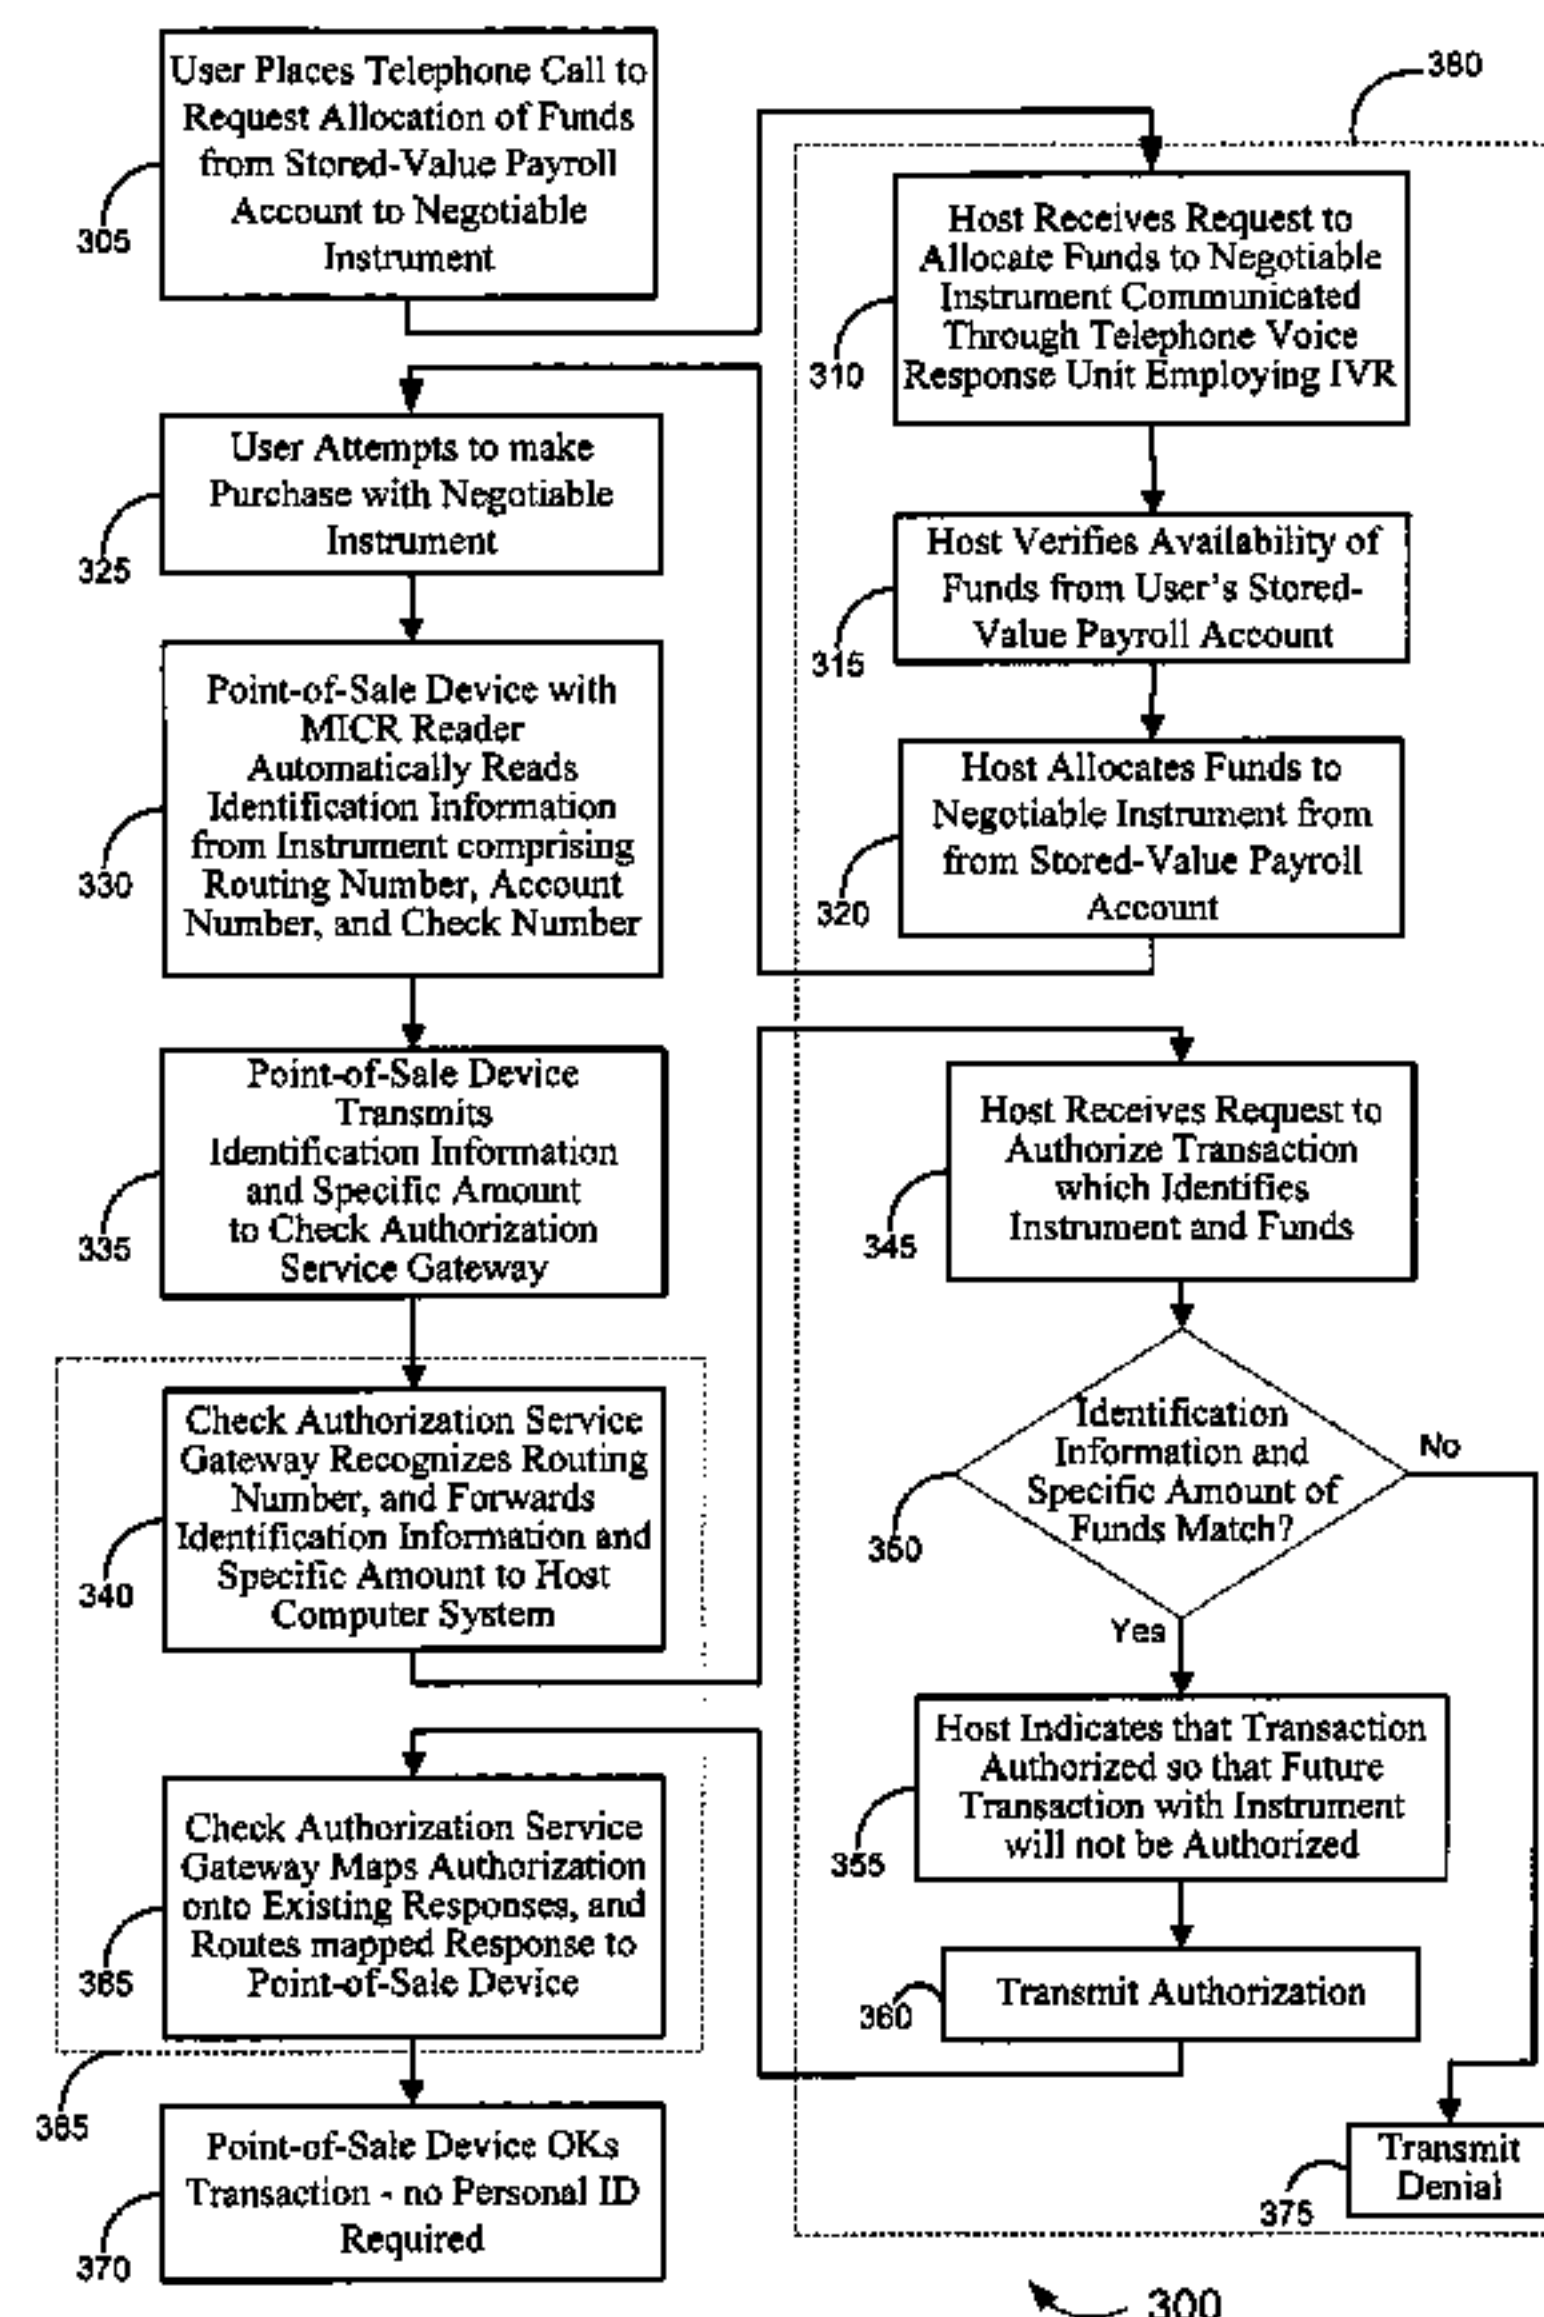 User Places Telephone Call to
Request Allocation of Funds
from Stored-Value Payroll
Account to Negotiable
Instrument
305
380
Host Receives Request to
Allocate Funds to Negotiable
Instrument Communicated
Through Telephone Voice
Response Unit Employing IVR
310
User Attempts to make
Purchase with Negotiable
Instrument
325
Host Verifies Availability of
Funds from User's Stored-
Value Payroll Account
315
Point-of-Sale Device with
MICR Reader
Automatically Reads
Identification Information
from Instrument comprising
Routing Number, Account
Number, and Check Number
330
Host Allocates Funds to
Negotiable Instrument from
from Stored-Value Payroll
Account
320
Point-of-Sale Device
Transmits
Identification Information
and Specific Amount
to Check Authorization
Service Gateway
335
Host Receives Request to
Authorize Transaction
which Identifies
Instrument and Funds
345
Check Authorization Service
Gateway Recognizes Routing
Number, and Forwards
Identification Information and
Specific Amount to Host
Computer System
340
Identification
Information and
Specific Amount of
Funds Match?
350
No
Yes
Host Indicates that Transaction
Authorized so that Future
Transaction with Instrument
will not be Authorized
355
Check Authorization Service
Gateway Maps Authorization
onto Existing Responses, and
Routes mapped Response to
Point-of-Sale Device
365
Transmit Authorization
360
385
Point-of-Sale Device OKs
Transaction - no Personal ID
Required
370
Transmit
Denial
375
300